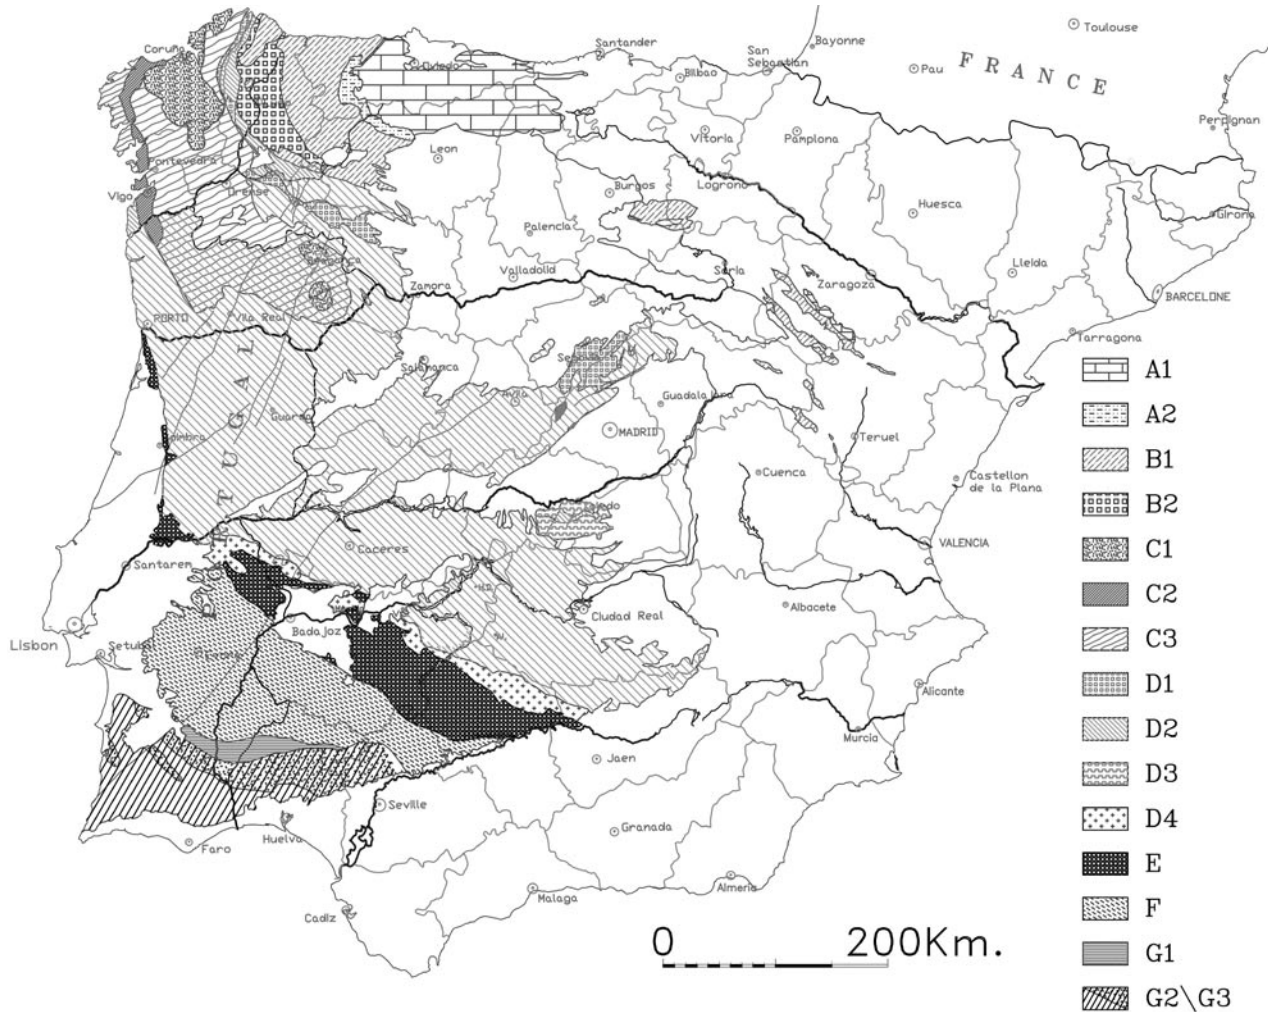 Toulouse
Coruña
Santander
San
Sebastián
Bayonne
Oviedo
Bilbao
Pau
FRANCE
Perpignan
Vitoria
Pamplona
Leon
Pontevedra
Orense
Vigo
Burgos
Logroño
Huesca
Girona
Palencia
Braganca
Valladolid
Soria
Zaragoza
Lleida
Zamora
BARCELONE
PORTO
Vila Real
Tarragona
Salamanca
Guadalajara
Avila
Guarda
MADRID
Teruel
Cuenca
Castellon
de la Plana
PORTUGAL
Toledo
Caceres
VALENCIA
Santarem
Albacete
Ciudad Real
Badajoz
Lisbon
Setubal
Alicante
Murcia
Jaen
Seville
Granada
Huelva
Faro
Almeria
Malaga
Cadiz
0 200Km.
A1
A2
B1
B2
C1
C2
C3
D1
D2
D3
D4
E
F
G1
G2\G3